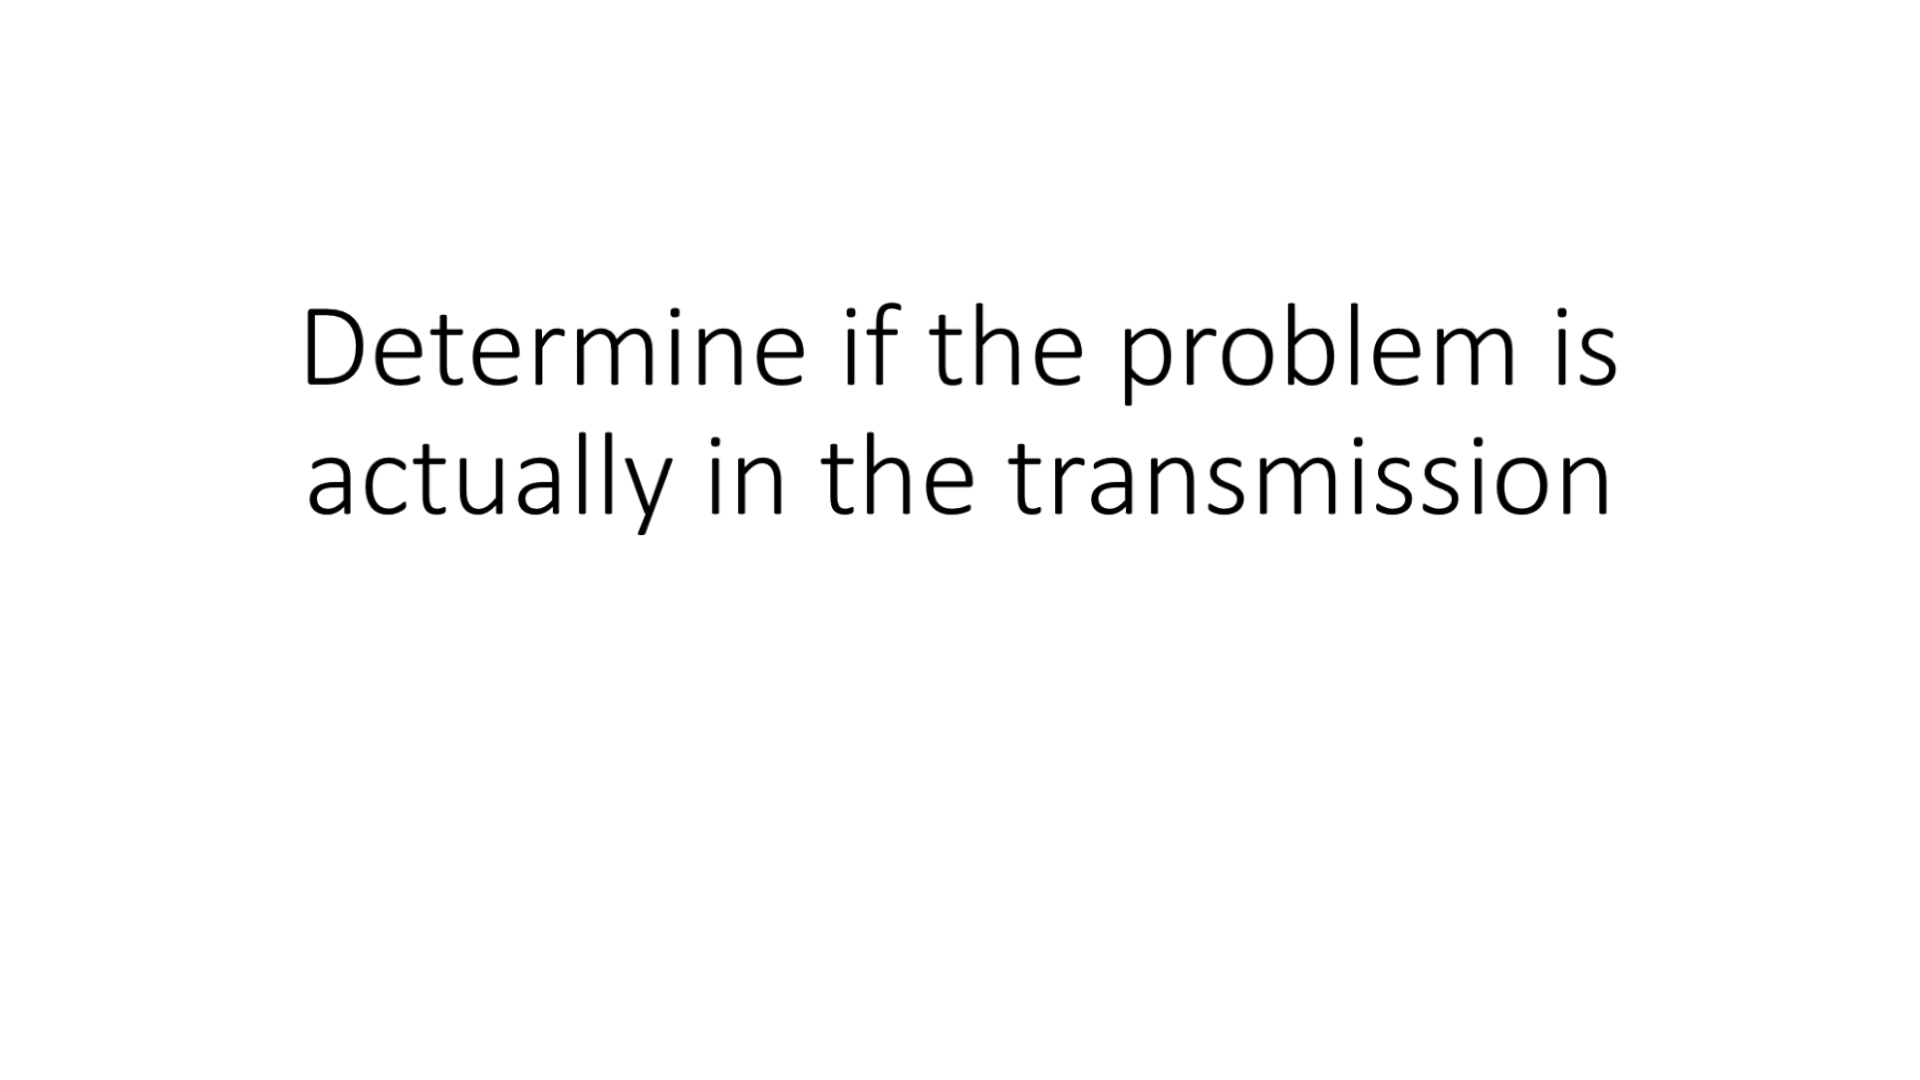 Determine if the problem is
actually in the transmission